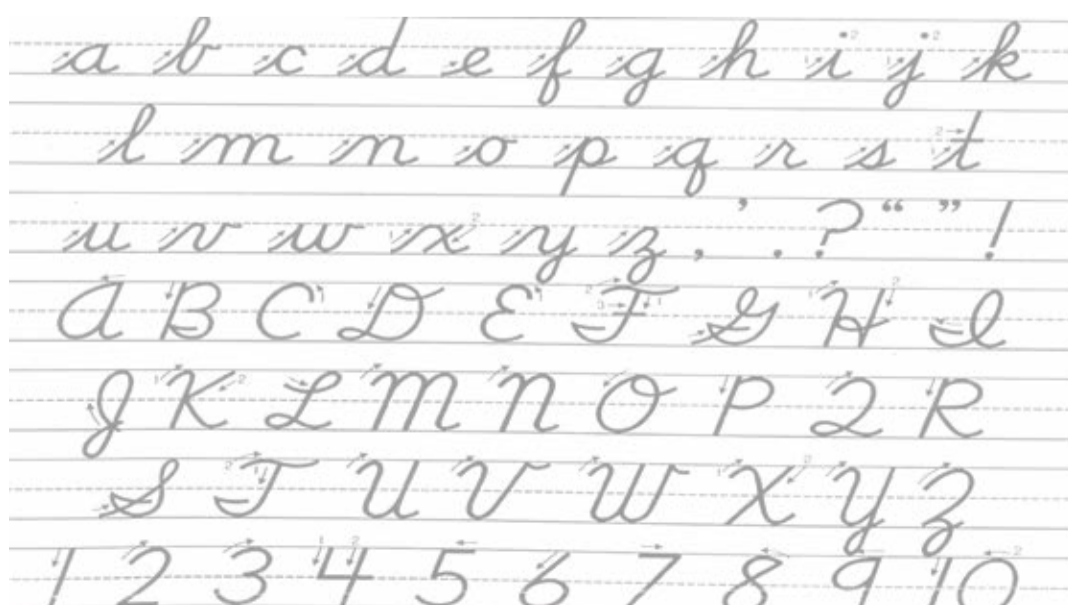 a b c d e f g h i j k
l m n o p q r s t
u v w x y z , ’ . ? “ ” !
A B C D E F G H I
J K L M N O P Q R
S T U V W X Y Z
1 2 3 4 5 6 7 8 9 10